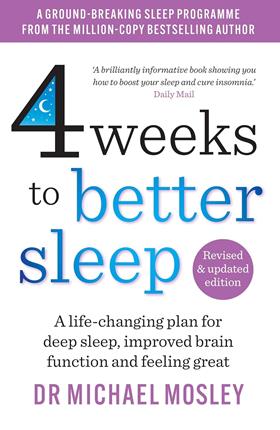 A GROUND-BREAKING SLEEP PROGRAMME
FROM THE MILLION-COPY BESTSELLING AUTHOR
‘A brilliantly informative book showing you
how to boost your sleep and cure insomnia.’
Daily Mail
4 weeks
to better
sleep
Revised
& updated
edition
A life-changing plan for
deep sleep, improved brain
function and feeling great
DR MICHAEL MOSLEY